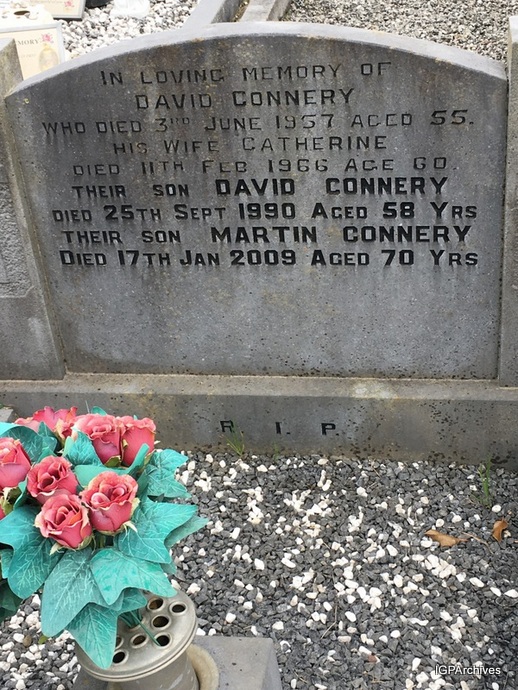 MEMORY
IN LOVING MEMORY OF
DAVID CONNERY
WHO DIED 3RD JUNE 1957 AGED 55.
HIS WIFE CATHERINE
DIED 11TH FEB 1966 AGE 60.
THEIR SON DAVID CONNERY
DIED 25TH SEPT 1990 AGED 58 YRS
THEIR SON MARTIN CONNERY
DIED 17TH JAN 2009 AGED 70 YRS
R I P
IGPArchives